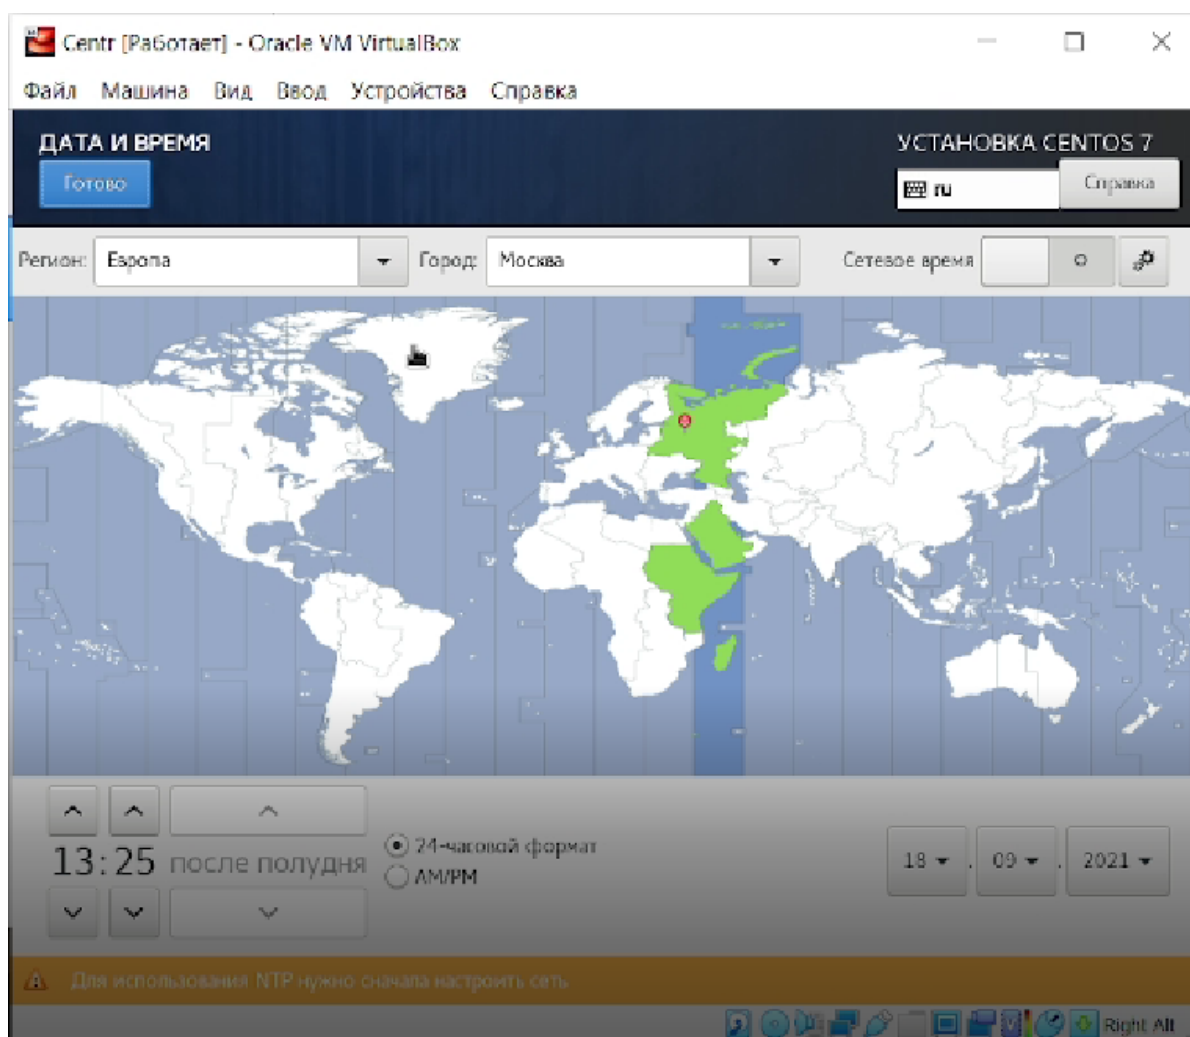 Centr [Работает] - Oracle VM VirtualBox
Файл Машина Вид Ввод Устройства Справка
ДАТА И ВРЕМЯ
УСТАНОВКА CENTOS 7
Готово
ru
Справка
Регион: Европа Город: Москва Сетевое время
13:25 после полудня
24-часовой формат
AM/PM
18 . 09 . 2021
Для использования NTP нужно сначала настроить сеть
Right Alt